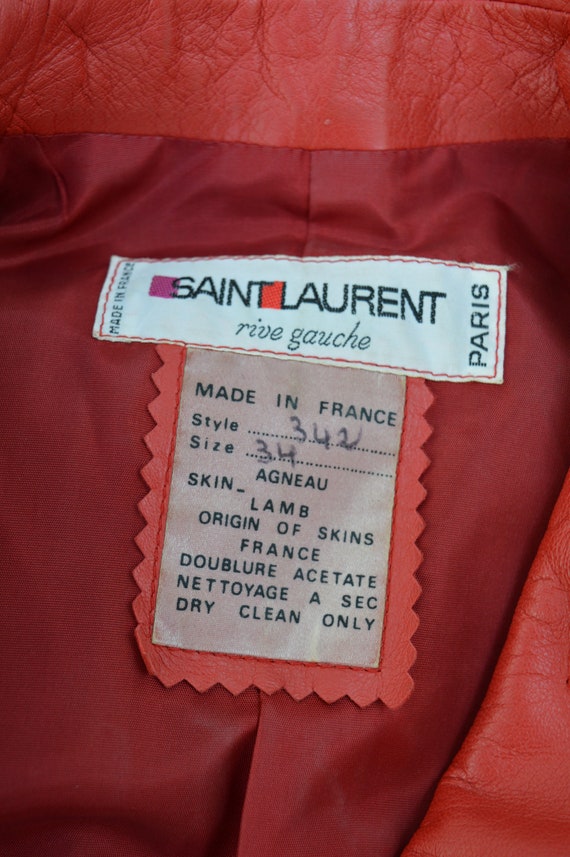 MADE IN FRANCE
SAINT LAURENT
rive gauche
PARIS
MADE IN FRANCE
Style 342
Size 34
AGNEAU
SKIN_
LAMB
ORIGIN OF SKINS
FRANCE
DOUBLURE ACETATE
NETTOYAGE A SEC
DRY CLEAN ONLY